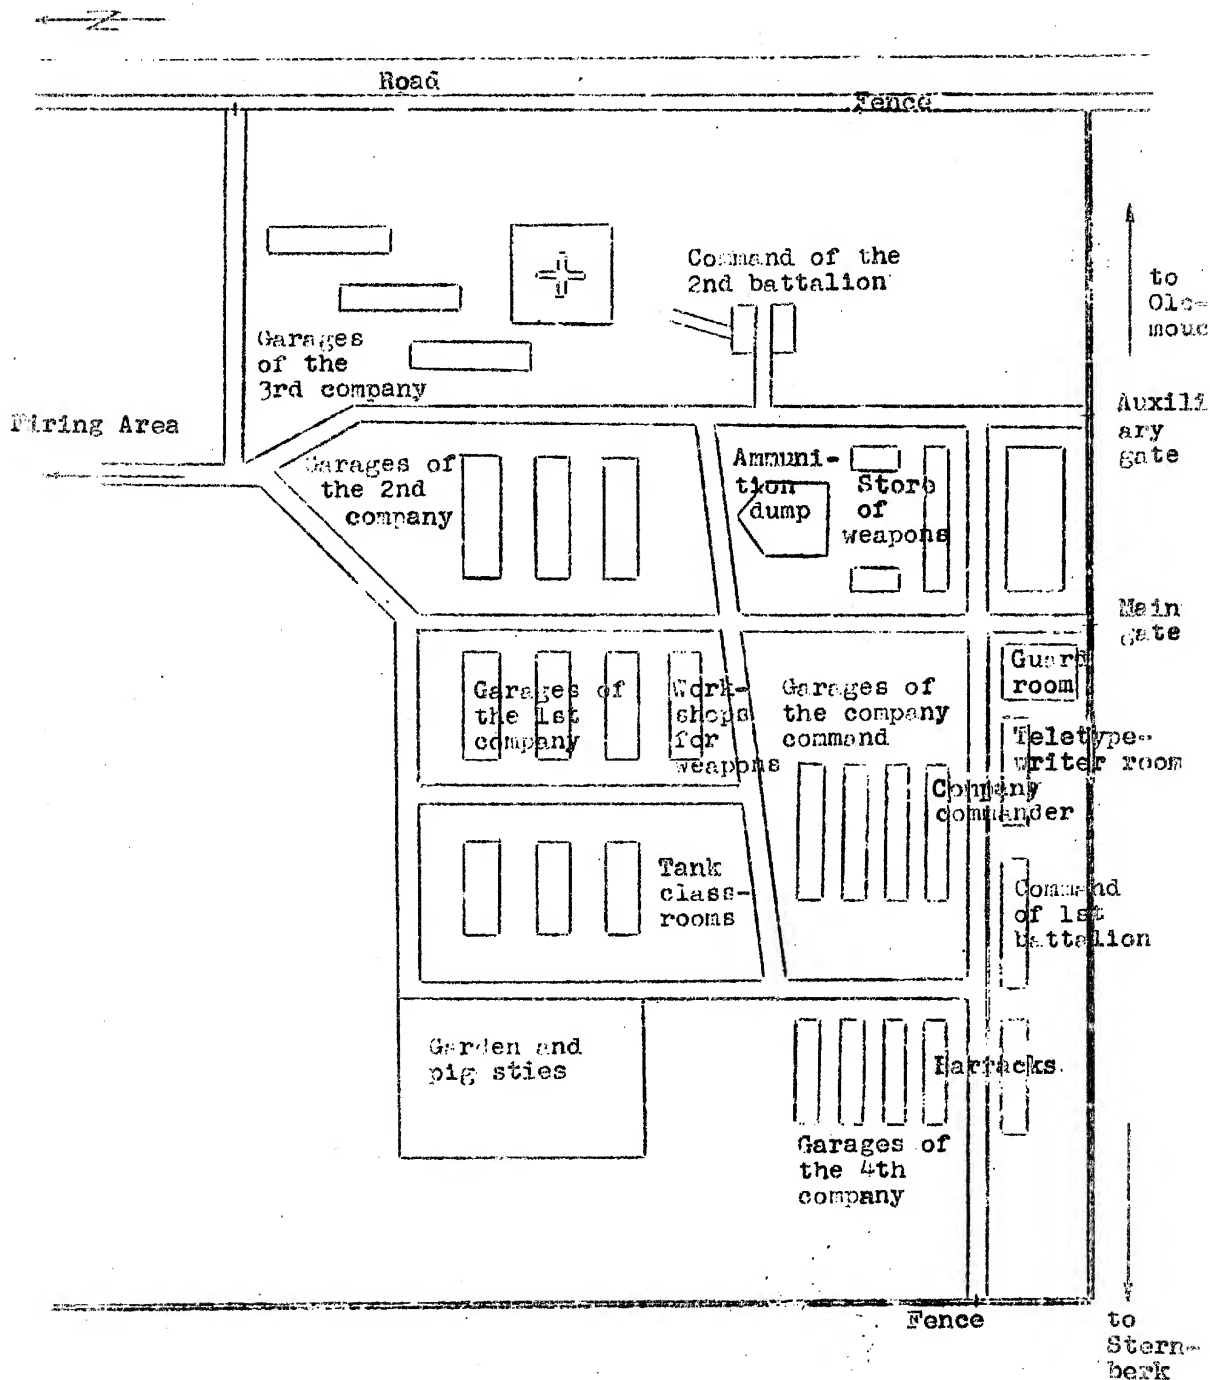 N
Road
Fence
Command of the
2nd battalion
to
Olo-
mouc
Garages
of the
3rd company
Firing Area
Auxili
ary
gate
Garages of
the 2nd
company
Ammuni-
tion
dump
Store
of
weapons
Main
gate
Guard
room
Garages of
the 1st
company
Work-
shops
for
weapons
Garages of
the company
command
Teletype-
writer room
Company
commander
Tank
class-
rooms
Command
of 1st
battalion
Garden and
pig sties
Barracks
Garages of
the 4th
company
Fence
to
Stern-
berk